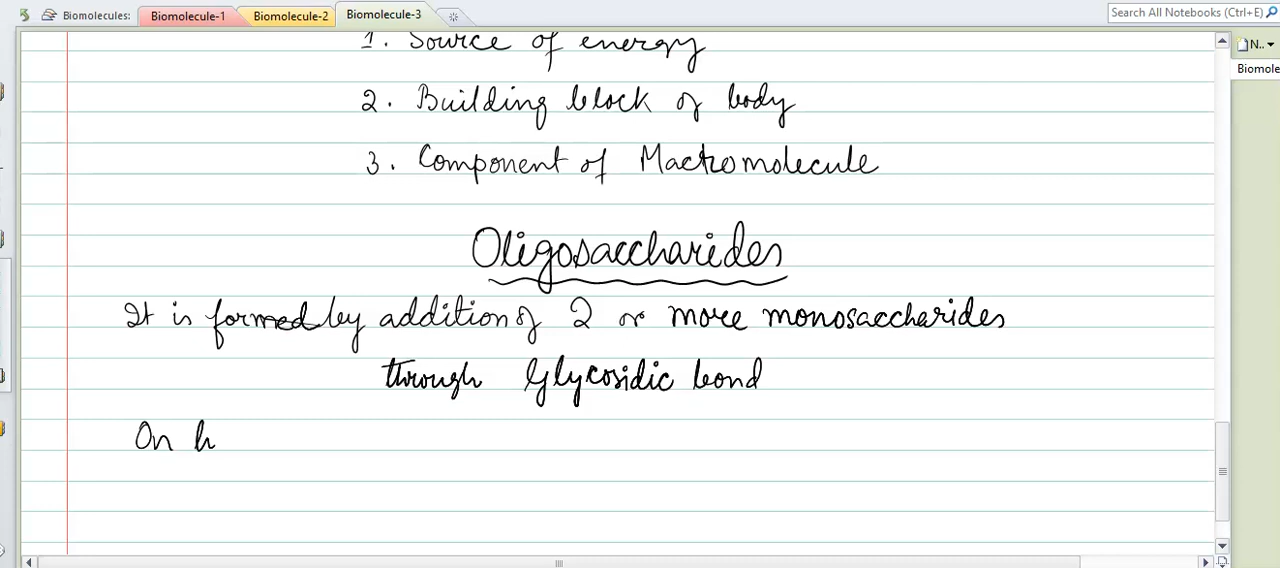 Biomolecules: Biomolecule-1 Biomolecule-2 Biomolecule-3 Search All Notebooks (Ctrl+E)
N..
Biomole
1. Source of energy
2. Building block of body
3. Component of Macromolecule
Oligosaccharides
It is formed by addition of 2 or more monosaccharides
through Glycosidic bond
On h